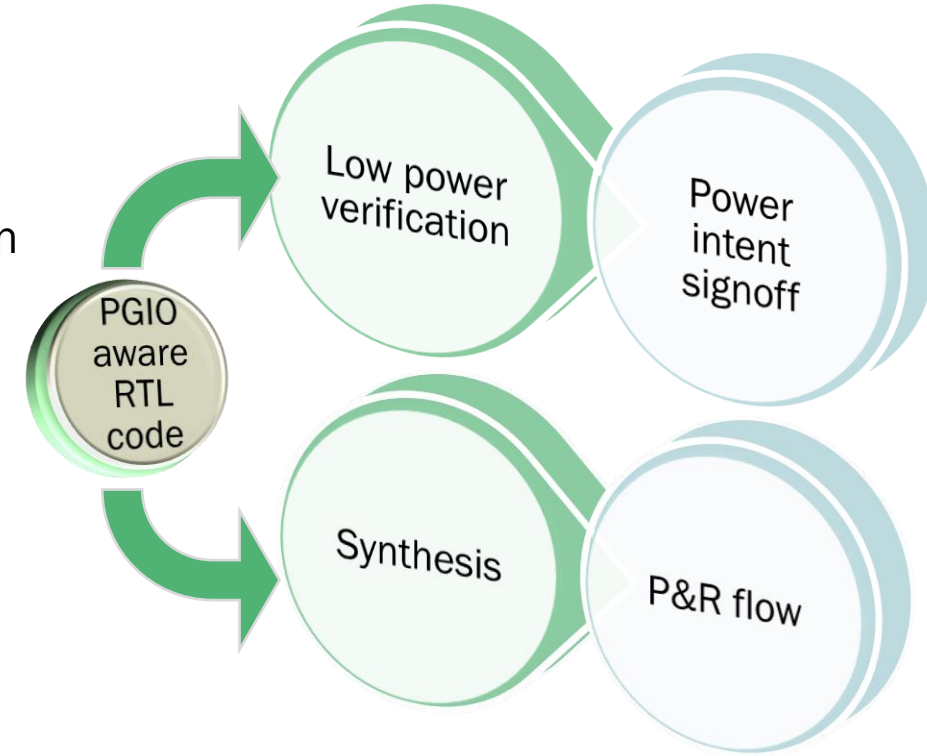 Low power
verification
Power
intent
signoff
n
PGIO
aware
RTL
code
Synthesis
P&R flow